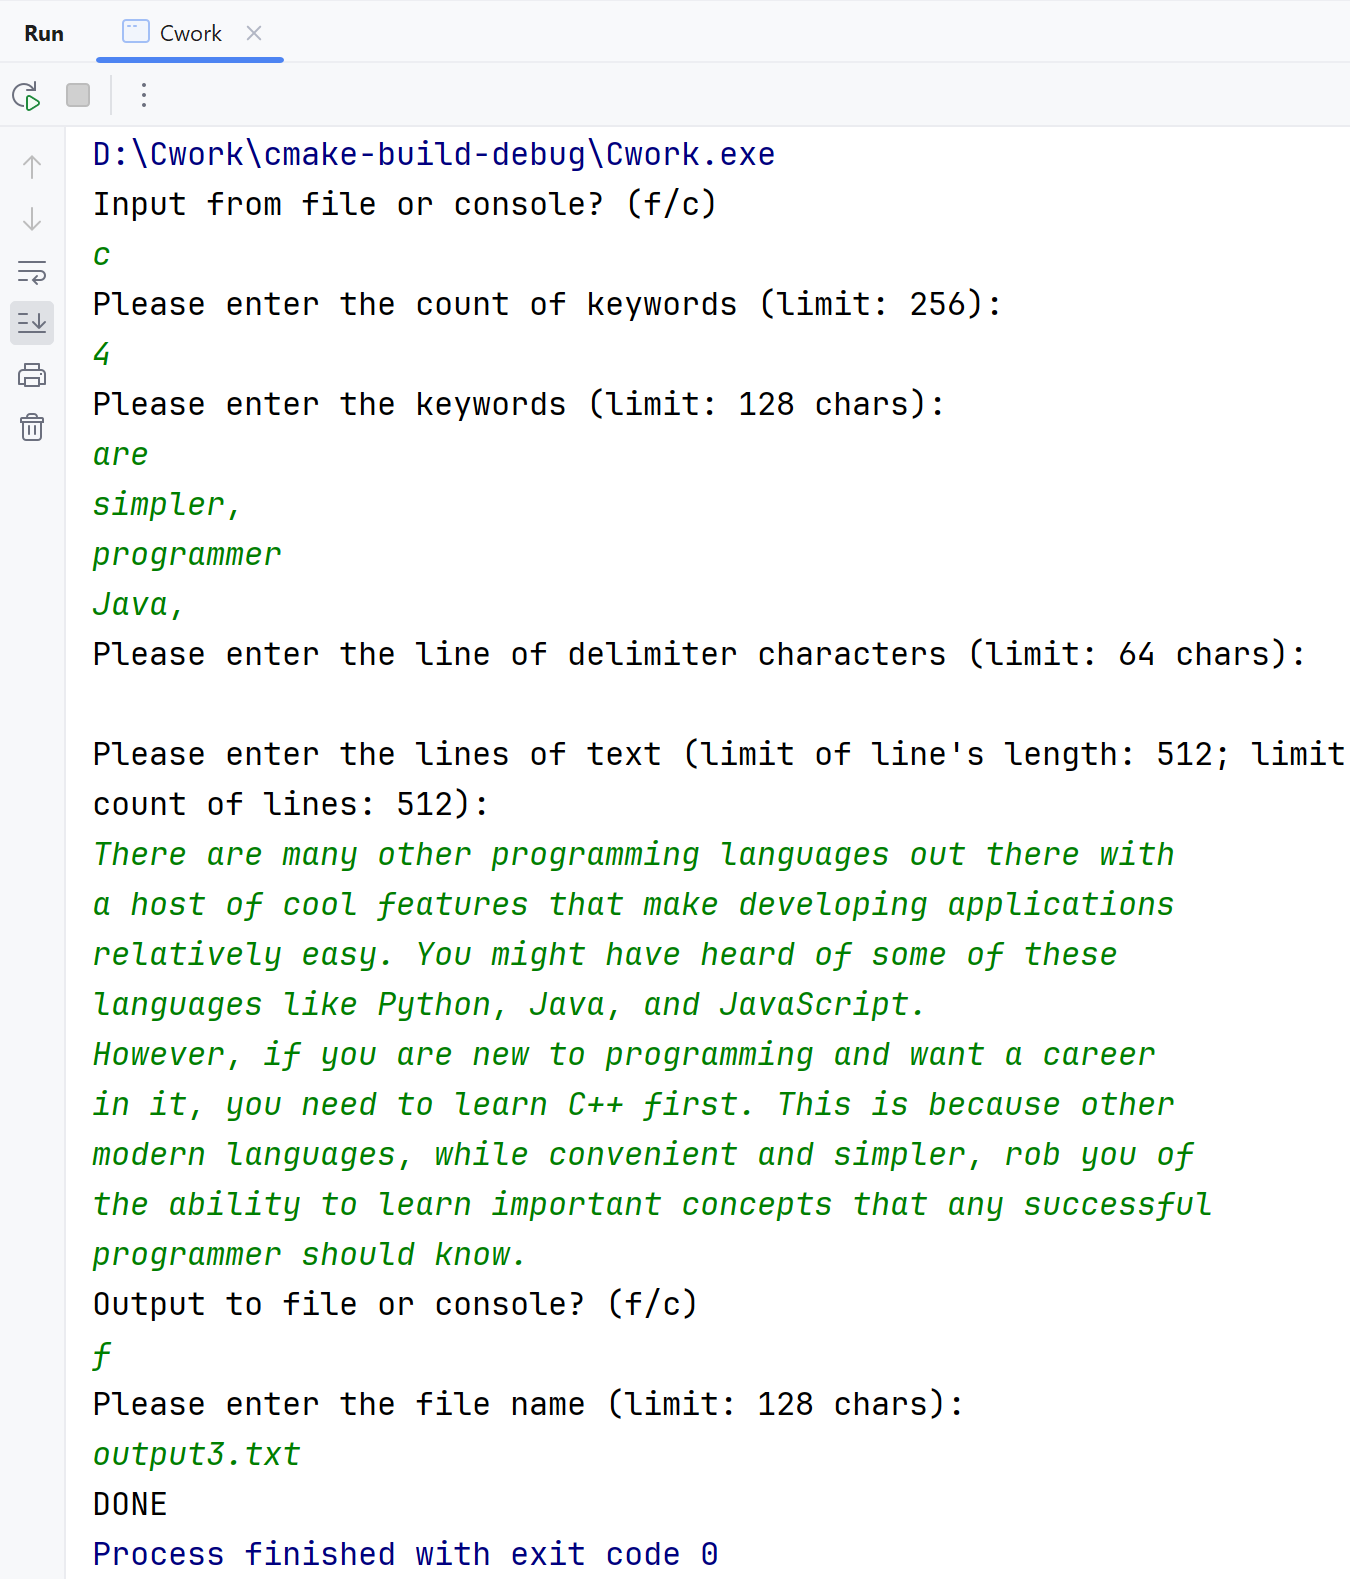 Run Cwork
D:\Cwork\cmake-build-debug\Cwork.exe
Input from file or console? (f/c)
c
Please enter the count of keywords (limit: 256):
4
Please enter the keywords (limit: 128 chars):
are
simpler,
programmer
Java,
Please enter the line of delimiter characters (limit: 64 chars):
Please enter the lines of text (limit of line's length: 512; limit
count of lines: 512):
There are many other programming languages out there with
a host of cool features that make developing applications
relatively easy. You might have heard of some of these
languages like Python, Java, and JavaScript.
However, if you are new to programming and want a career
in it, you need to learn C++ first. This is because other
modern languages, while convenient and simpler, rob you of
the ability to learn important concepts that any successful
programmer should know.
Output to file or console? (f/c)
f
Please enter the file name (limit: 128 chars):
output3.txt
DONE
Process finished with exit code 0